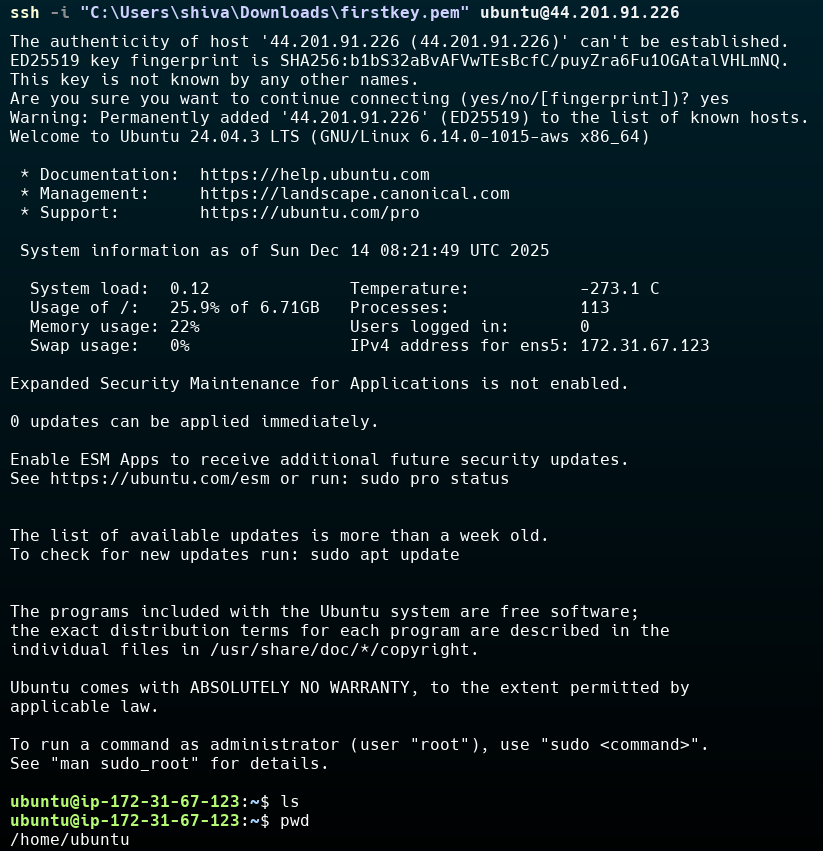 ssh -i "C:\Users\shiva\Downloads\firstkey.pem" ubuntu@44.201.91.226
The authenticity of host '44.201.91.226 (44.201.91.226)' can't be established.
ED25519 key fingerprint is SHA256:b1bS32aBvAFVwTEsBcfC/puyZra6Fu1OGAtalVHLmNQ.
This key is not known by any other names.
Are you sure you want to continue connecting (yes/no/[fingerprint])? yes
Warning: Permanently added '44.201.91.226' (ED25519) to the list of known hosts.
Welcome to Ubuntu 24.04.3 LTS (GNU/Linux 6.14.0-1015-aws x86_64)

 * Documentation:  https://help.ubuntu.com
 * Management:     https://landscape.canonical.com
 * Support:        https://ubuntu.com/pro

 System information as of Sun Dec 14 08:21:49 UTC 2025

  System load:  0.12              Temperature:           -273.1 C
  Usage of /:   25.9% of 6.71GB   Processes:             113
  Memory usage: 22%               Users logged in:       0
  Swap usage:   0%                IPv4 address for ens5: 172.31.67.123

Expanded Security Maintenance for Applications is not enabled.

0 updates can be applied immediately.

Enable ESM Apps to receive additional future security updates.
See https://ubuntu.com/esm or run: sudo pro status


The list of available updates is more than a week old.
To check for new updates run: sudo apt update


The programs included with the Ubuntu system are free software;
the exact distribution terms for each program are described in the
individual files in /usr/share/doc/*/copyright.

Ubuntu comes with ABSOLUTELY NO WARRANTY, to the extent permitted by
applicable law.

To run a command as administrator (user "root"), use "sudo <command>".
See "man sudo_root" for details.

ubuntu@ip-172-31-67-123:~$ ls
ubuntu@ip-172-31-67-123:~$ pwd
/home/ubuntu